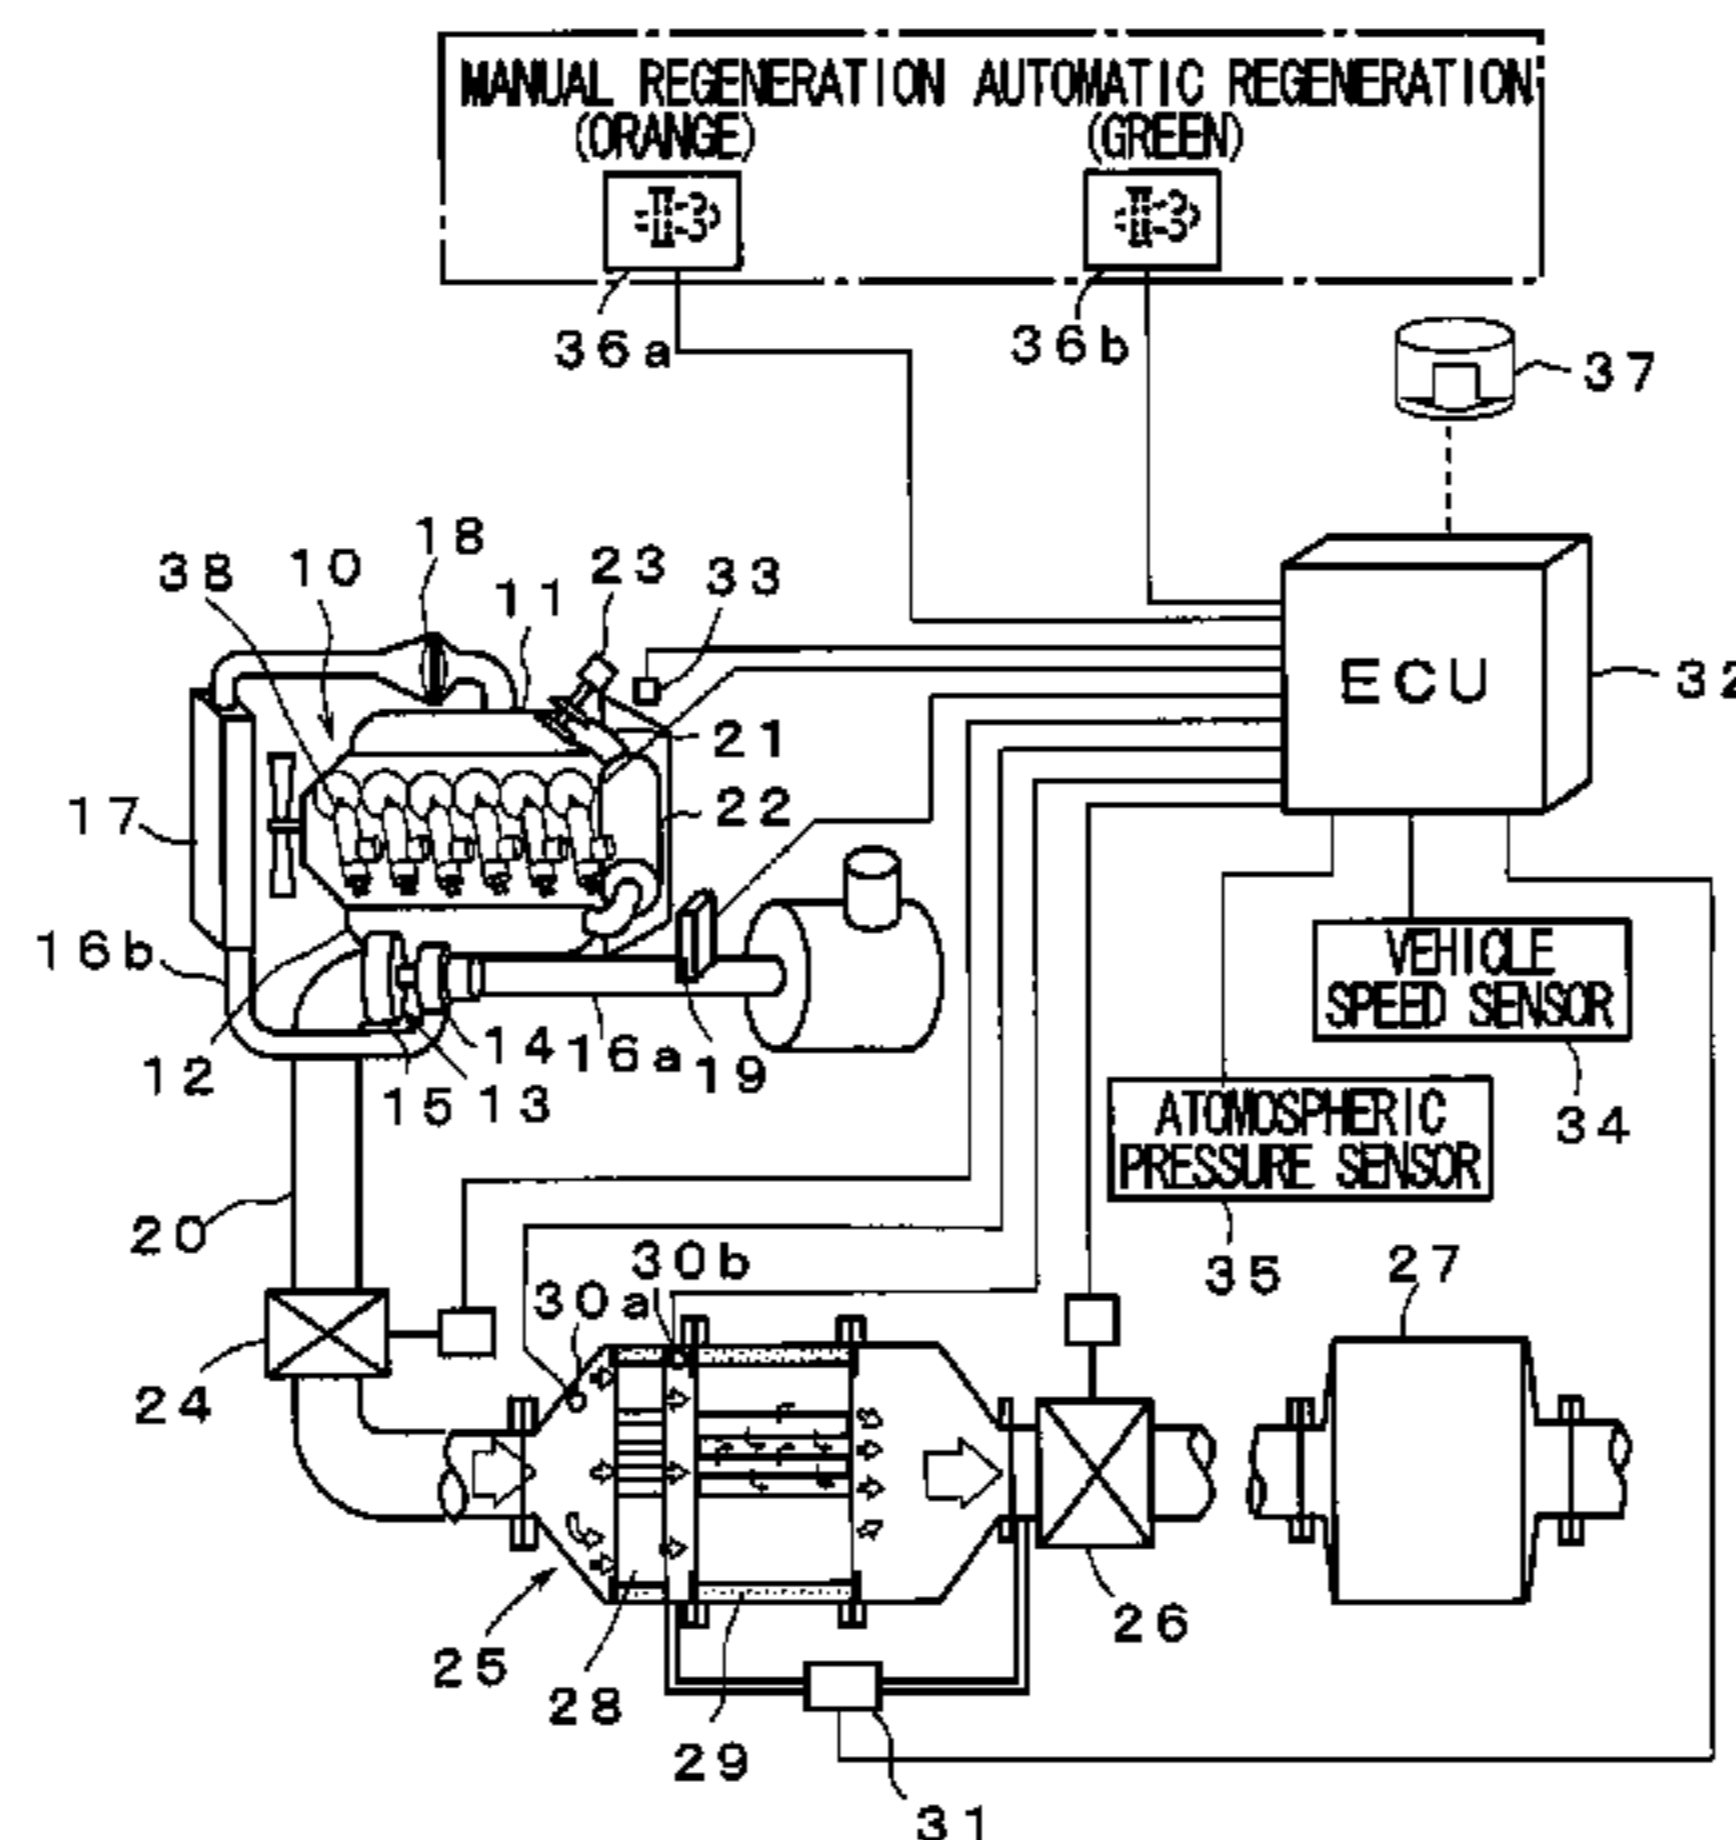 MANUAL REGENERATION AUTOMATIC REGENERATION
(ORANGE) (GREEN)
36a 36b
37
18
38 10 23 33
11
ECU 32
21
17 22
16b
VEHICLE
SPEED SENSOR
12 15 13 14 16a 19
34
ATOMOSPHERIC
PRESSURE SENSOR
20
35 27
30b
30a
24
26
25
28
29
31